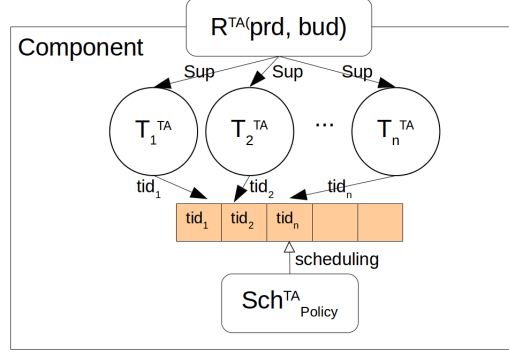 R^TA(prd, bud)
Component
Sup Sup Sup
T_1^TA T_2^TA ... T_n^TA
tid_1 tid_2 tid_n
tid_1 tid_2 tid_n
scheduling
Sch^TA_Policy